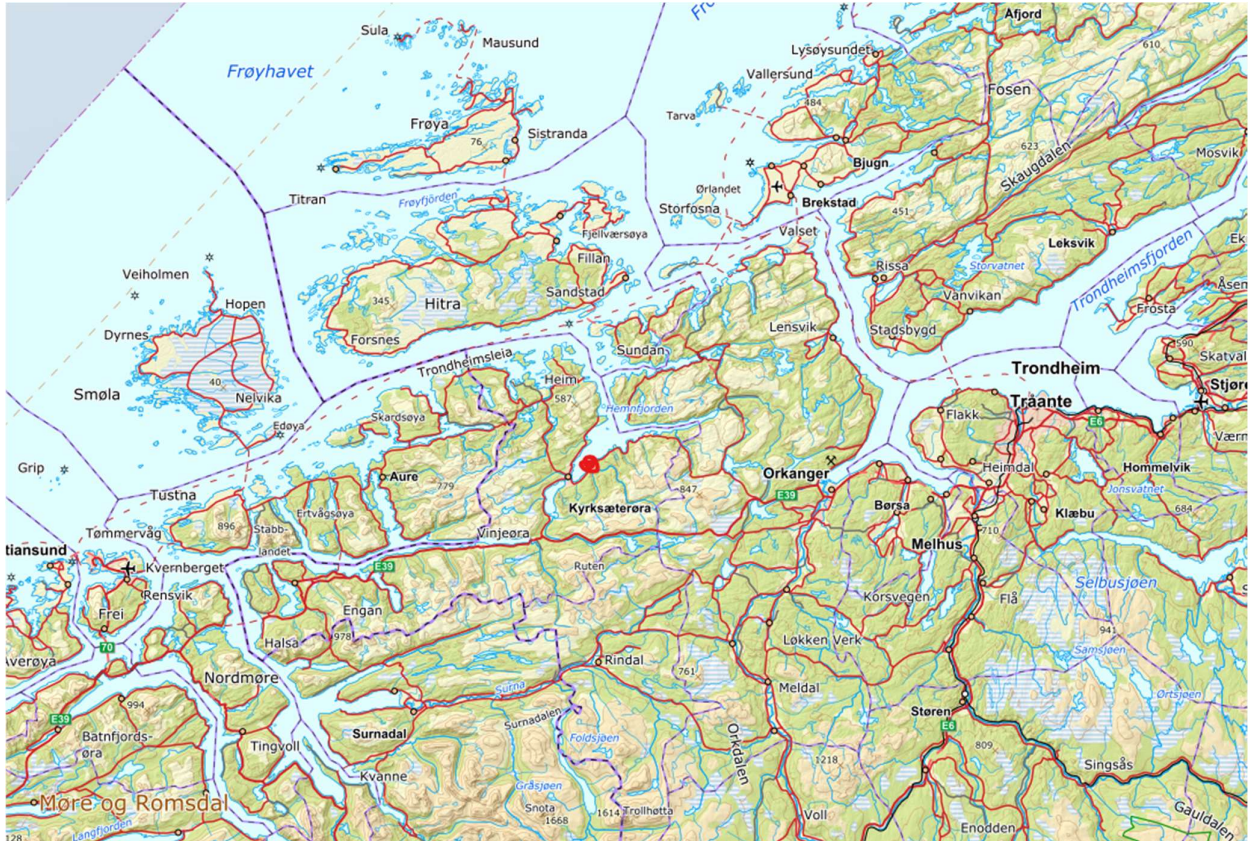 Sula
Mausund
Frøyhavet
Fr
Åfjord
Lysøysundet
610
Vallersund
484
Fosen
Tarva
Frøya
76
Sistranda
Bjugn
623
Skaugdalen
Mosvik
Titran
Frøyfjorden
Ørlandet
Storfosna
Brekstad
451
Fjellværsøya
Valset
Leksvik
Fillan
Veiholmen
Rissa
Storvatnet
Trondheimsfjorden
Ek
Åsen
Hopen
345
Hitra
Sandstad
Vanvikan
Frosta
Dyrnes
Forsnes
Lensvik
Stadsbygd
590
Skatval
Sundan
Trondheimsleia
Trondheim
40
Smøla
Nelvika
Heim
587
Stjørd
Tråante
Skardsøya
Hemnfjorden
Flakk
E6
Værn
Edøya
Grip
Aure
779
847
Orkanger
Heimdal
Hommelvik
Jonsvatnet
Tustna
E39
Kyrksæterøra
Børsa
Klæbu
684
896
Ertvågsøya
Stabb-
landet
Tømmervåg
Vinjeøra
710
Melhus
tiansund
Kvernberget
E39
Ruten
Selbusjøen
Rensvik
Korsvegen
Flå
Frei
Engan
Halsa
978
Løkken Verk
941
Samsjøen
70
Averøya
Rindal
761
Nordmøre
Surna
Meldal
Ørtsjøen
994
E39
Surnadalen
Støren
Batnfjords-
øra
Tingvoll
Surnadal
Foldsjøen
Orkdalen
E6
809
1218
Singsås
Kvanne
Gråsjøen
Møre og Romsdal
Snota
1668
1614
Trollhøtta
Voll
Gauldalen
128
Langfjorden
Enodden